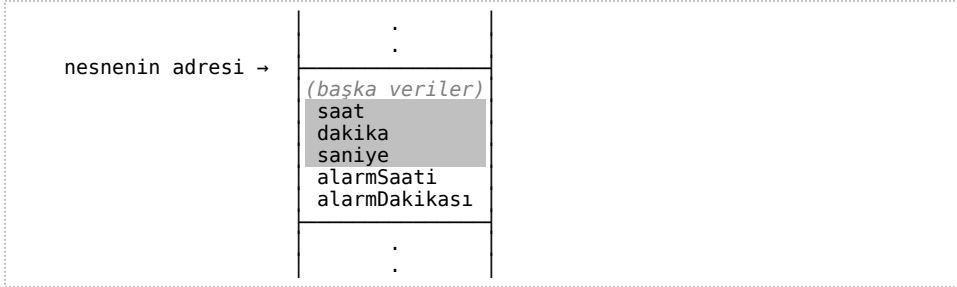 .
.
nesnenin adresi →
(başka veriler)
saat
dakika
saniye
alarmSaati
alarmDakikası
.
.